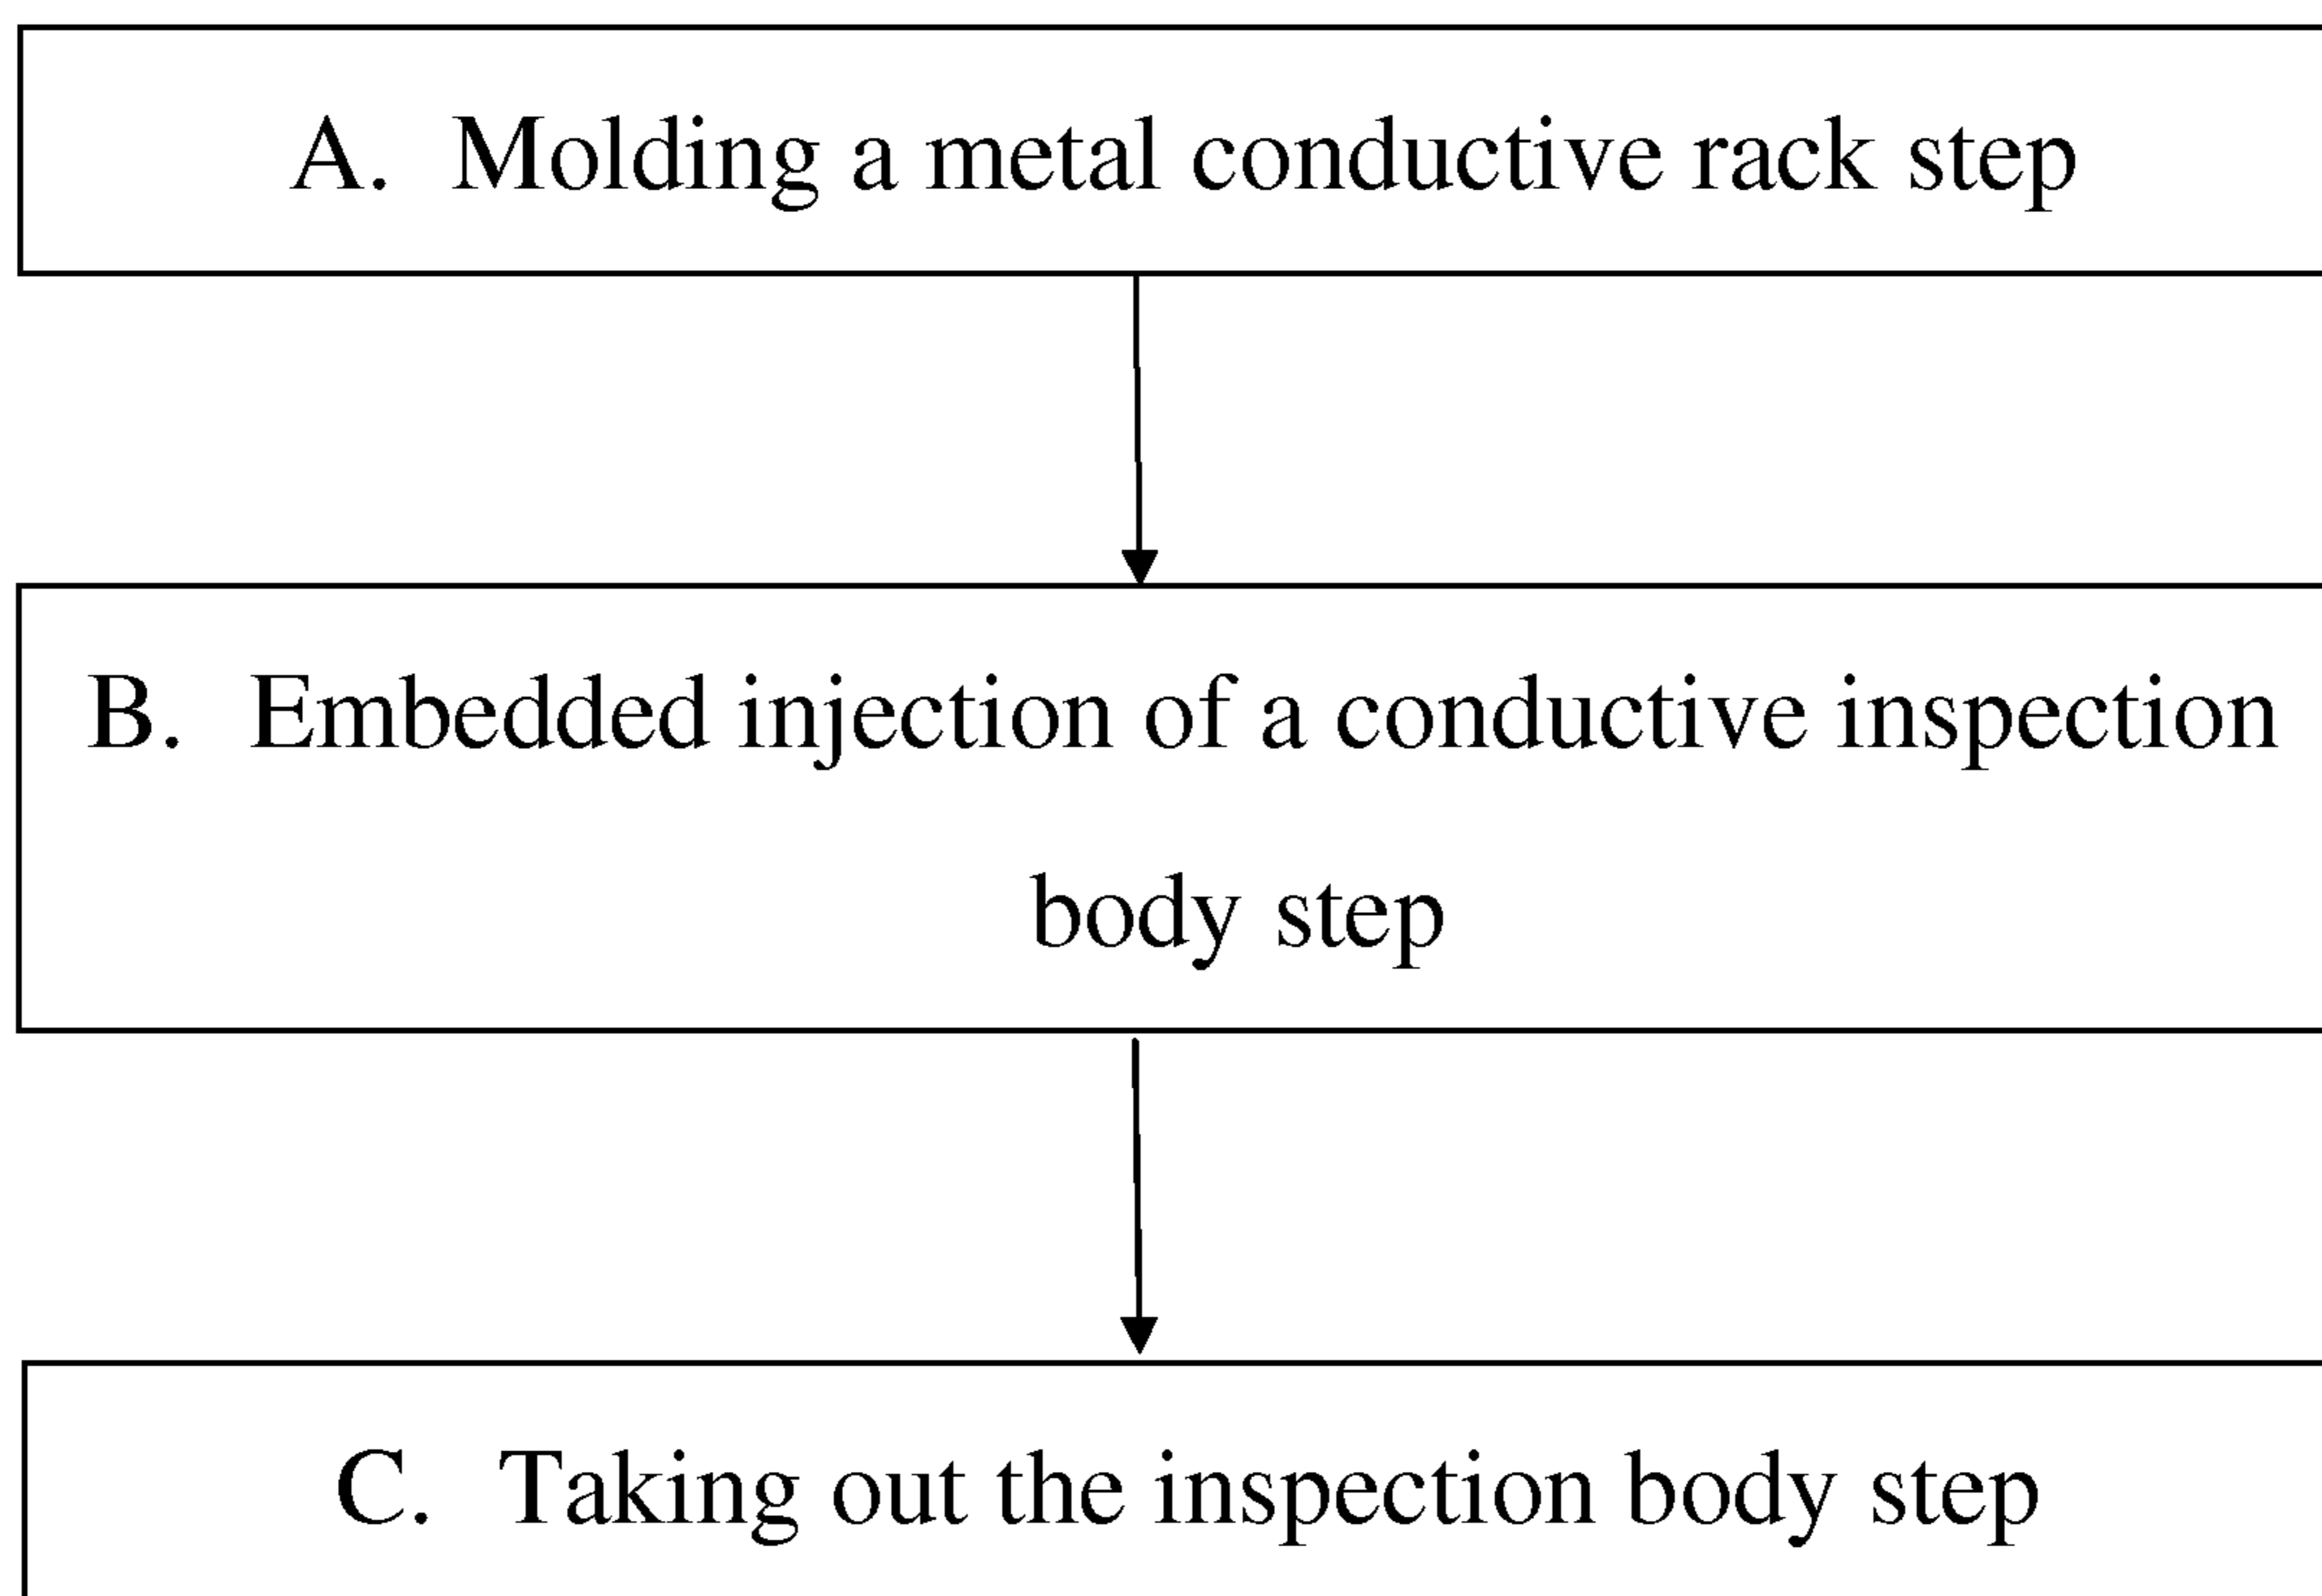 A. Molding a metal conductive rack step
B. Embedded injection of a conductive inspection
body step
C. Taking out the inspection body step